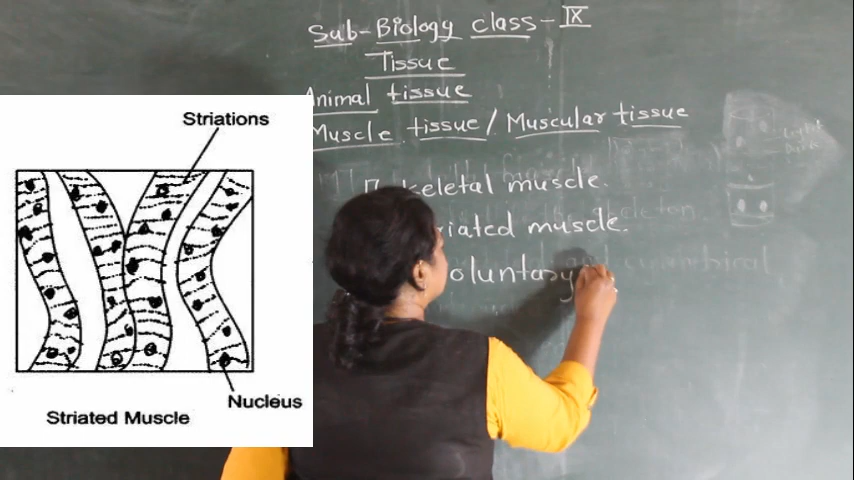 Sub-Biology class-IX
Tissue
Animal tissue
Muscle tissue / Muscular tissue
keletal muscle.
riated muscle.
oluntary
Striations
Nucleus
Striated Muscle